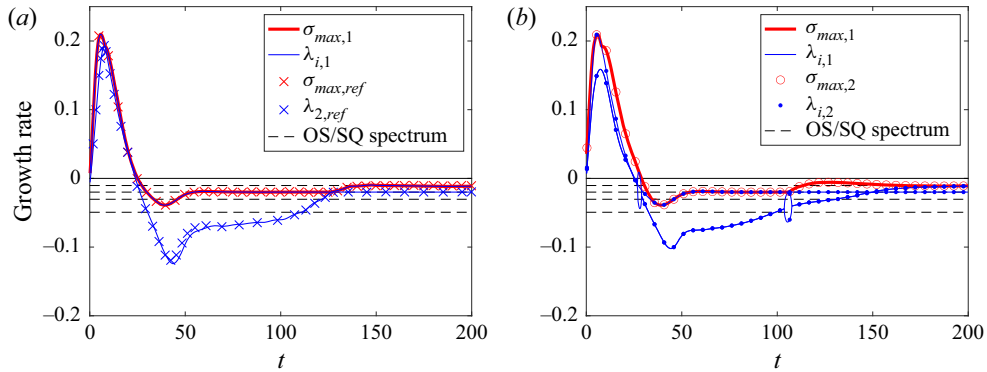 (a)
0.2
0.1
0
–0.1
–0.2
Growth rate
0
50
100
150
200
t
σmax,1
λi,1
σmax,ref
λ2,ref
OS/SQ spectrum
(b)
0.2
0.1
0
–0.1
–0.2
0
50
100
150
200
t
σmax,1
λi,1
σmax,2
λi,2
OS/SQ spectrum